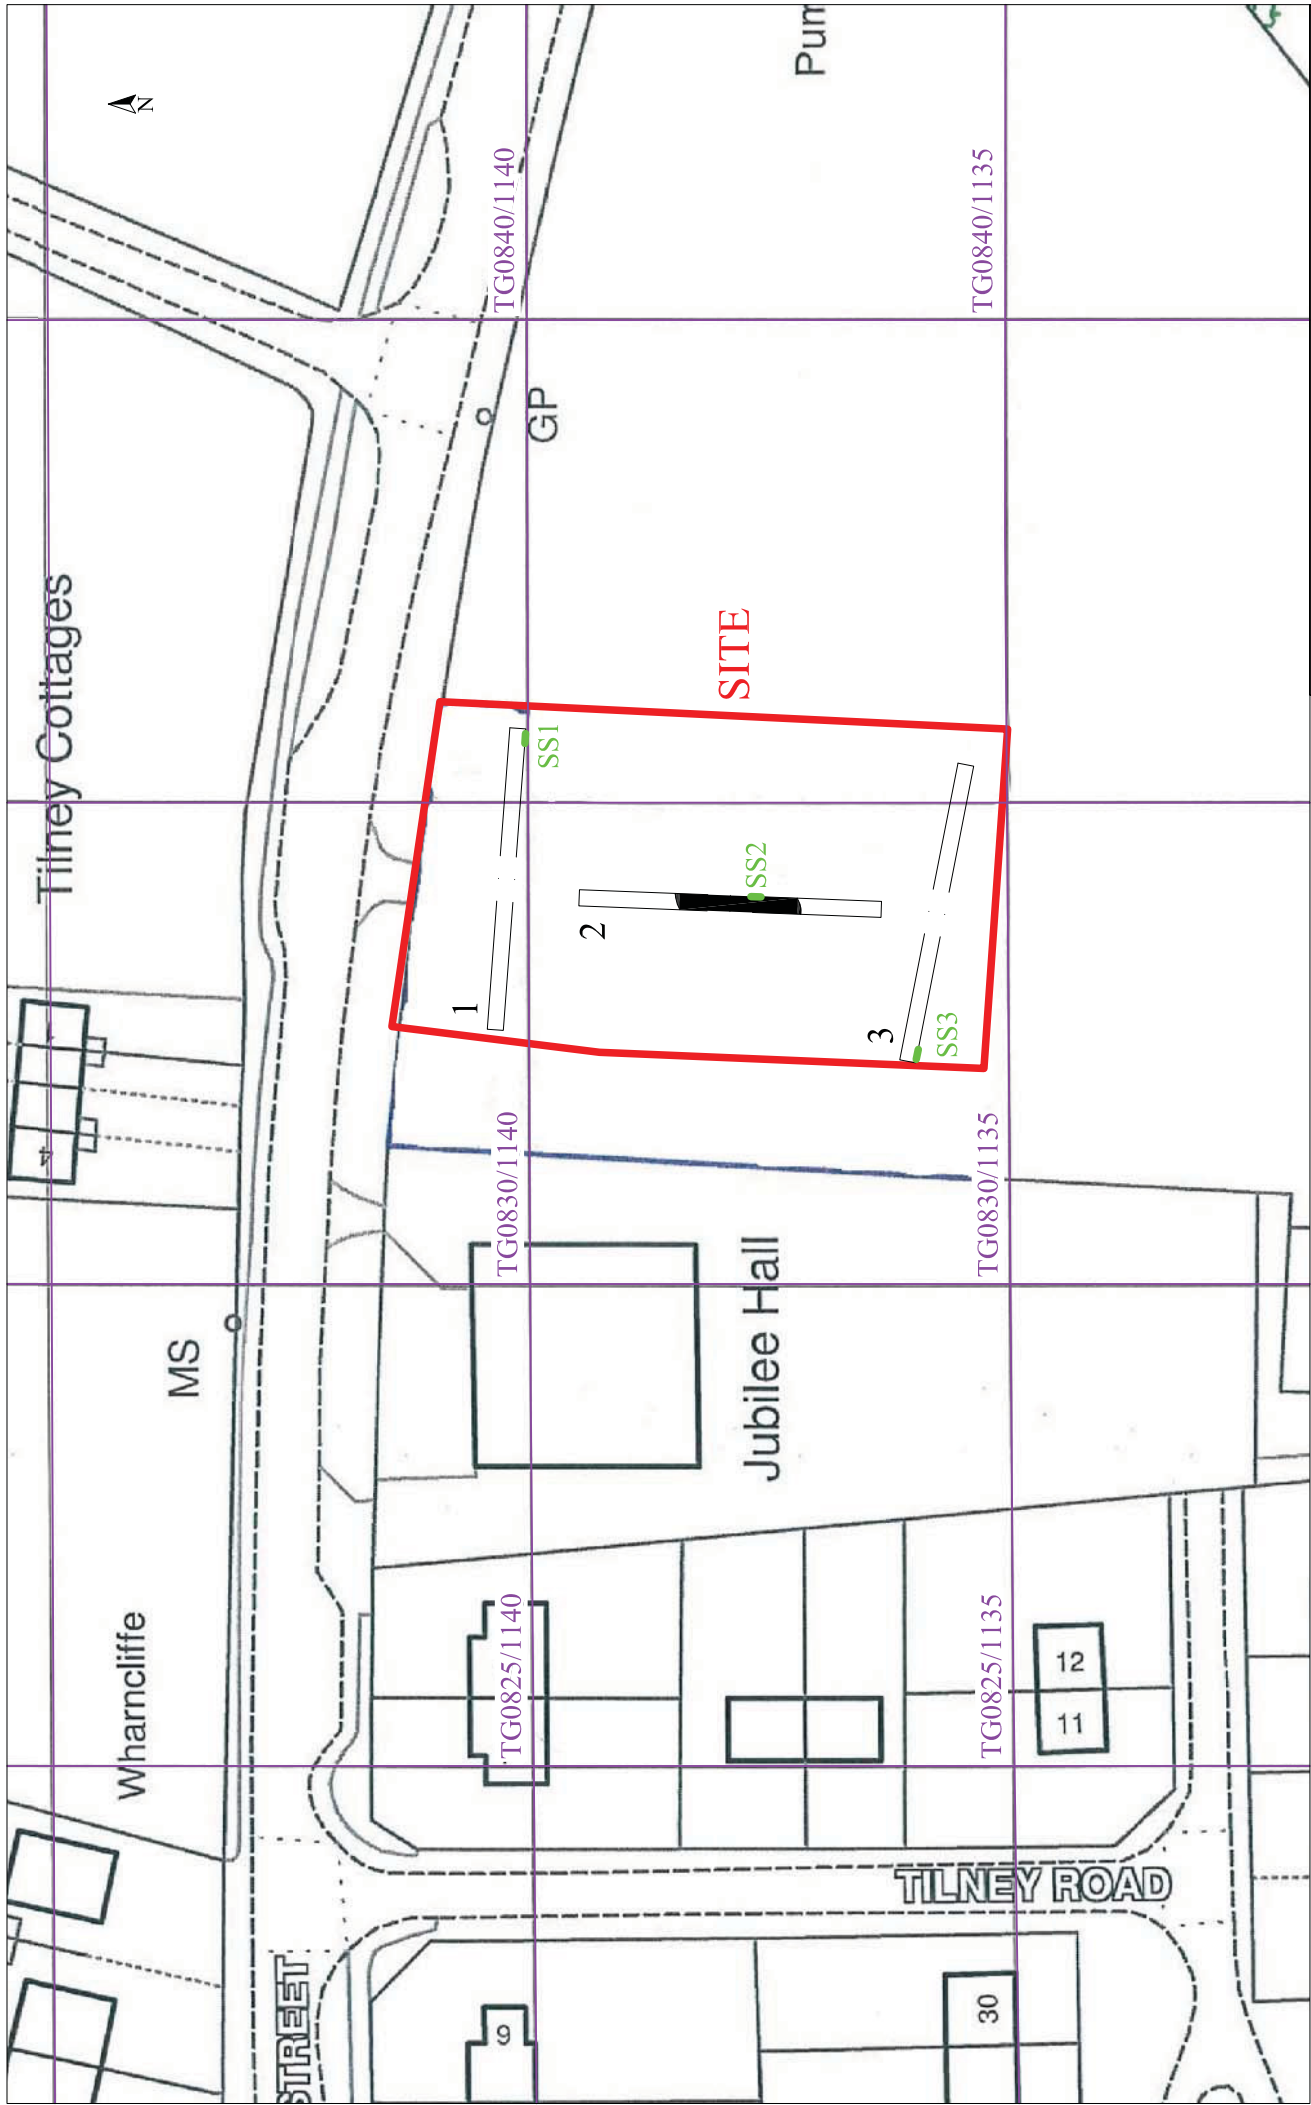 N
Pum
TG0840/1140
TG0840/1135
GP
Tilney Cottages
SITE
SS1
SS2
2
1
3
SS3
4
TG0830/1140
TG0830/1135
MS
Jubilee Hall
Wharncliffe
TG0825/1140
TG0825/1135
12
11
TILNEY ROAD
STREET
9
30